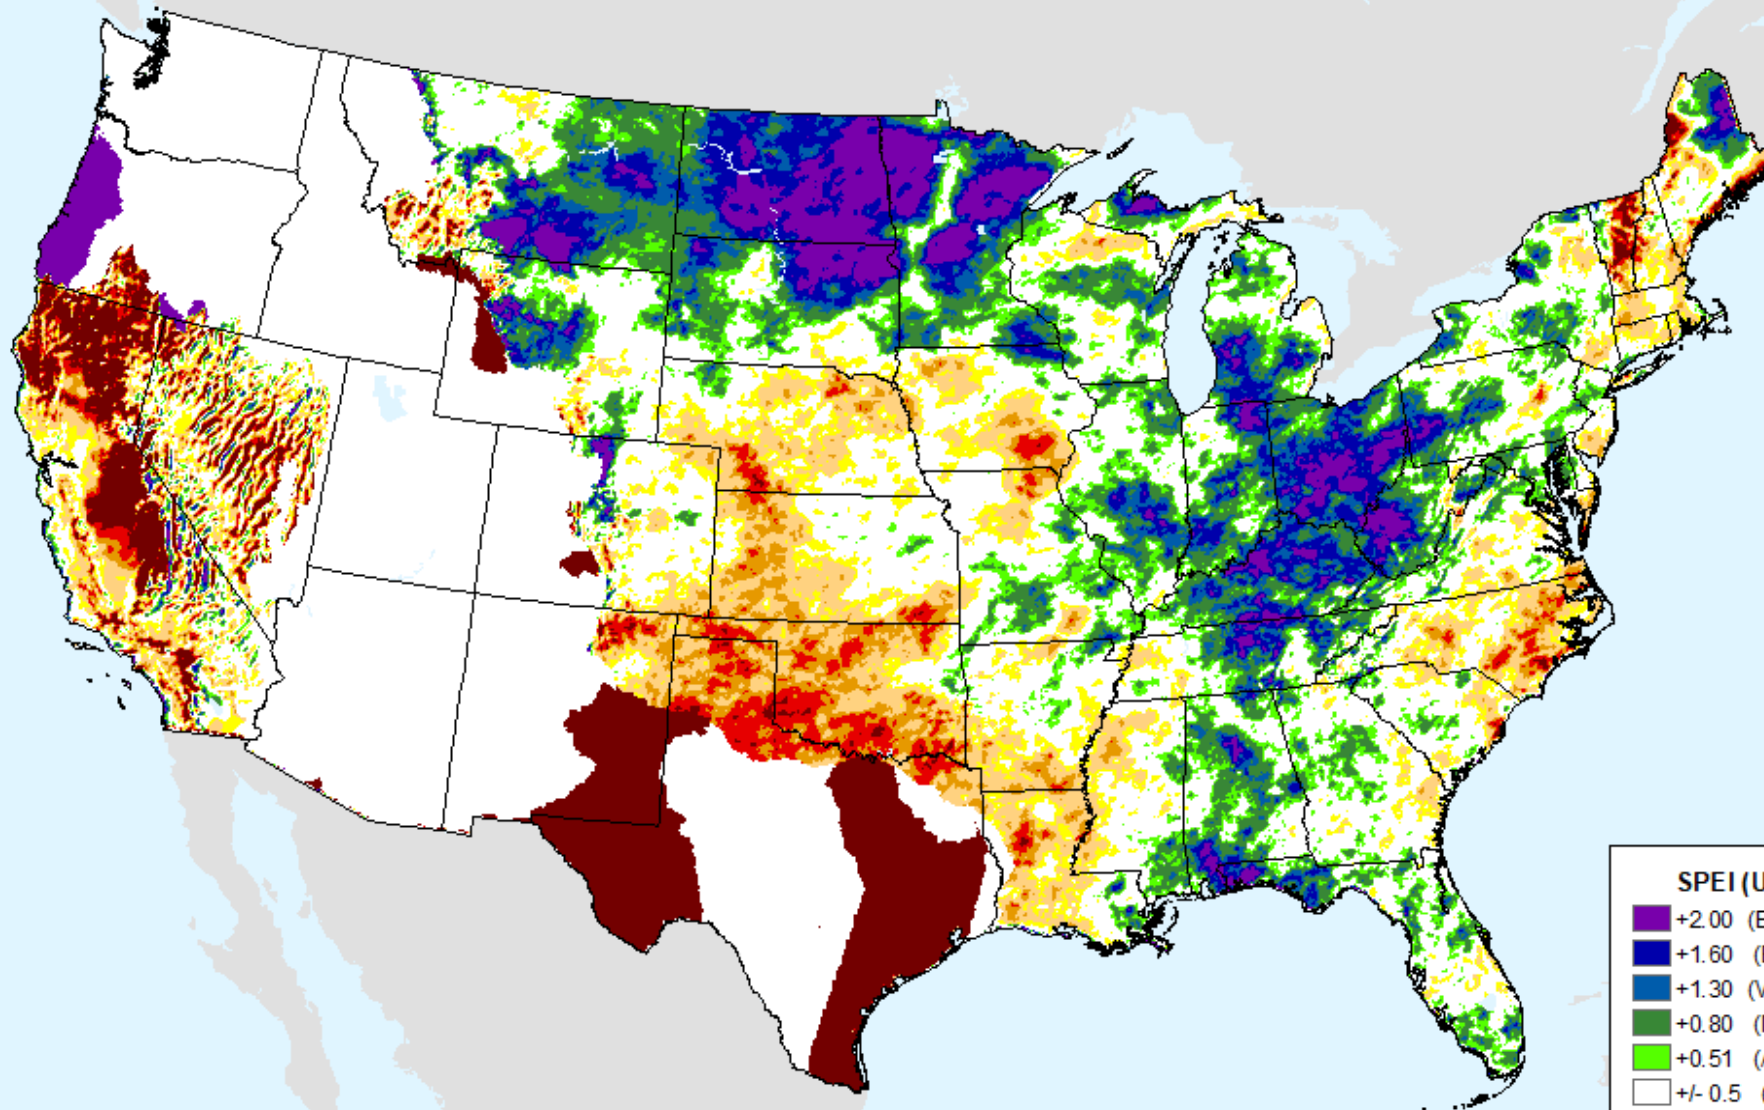 SPEI (U
+2.00 (E
+1.60 (
+1.30 (V
+0.80 (
+0.51 (
+/- 0.5 (